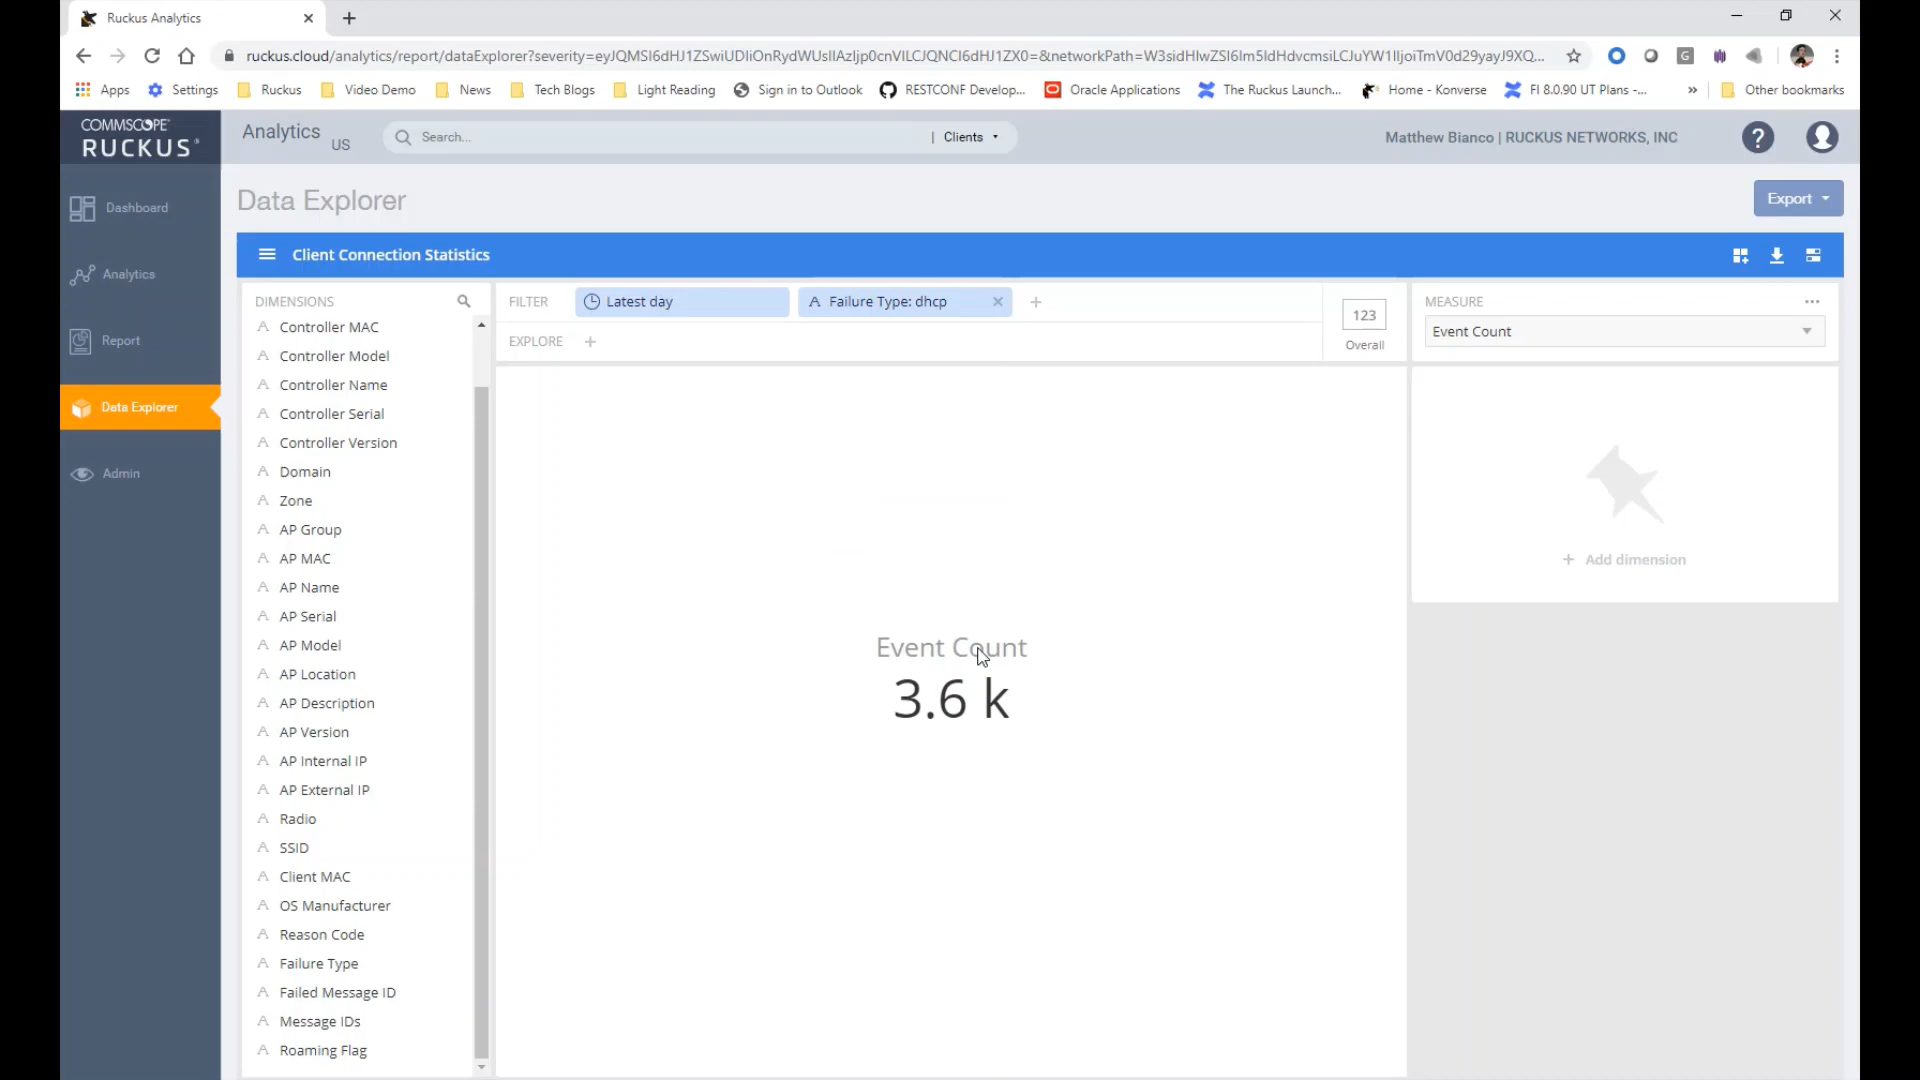 Ruckus Analytics
ruckus.cloud/analytics/report/dataExplorer?severity=
Apps
Settings
Ruckus
Video Demo
News
Tech Blogs
Light Reading
Sign in to Outlook
RESTCONF Develop...
Oracle Applications
The Ruckus Launch...
Home - Konverse
FI 8.0.90 UT Plans -...
»
Other bookmarks
COMMSCOPE
RUCKUS
Analytics US
Search...
| Clients
Matthew Bianco | RUCKUS NETWORKS, INC
?
Dashboard
Analytics
Report
Data Explorer
Admin
Data Explorer
Export
Client Connection Statistics
DIMENSIONS
A Controller MAC
A Controller Model
A Controller Name
A Controller Serial
A Controller Version
A Domain
A Zone
A AP Group
A AP MAC
A AP Name
A AP Serial
A AP Model
A AP Location
A AP Description
A AP Version
A AP Internal IP
A AP External IP
A Radio
A SSID
A Client MAC
A OS Manufacturer
A Reason Code
A Failure Type
A Failed Message ID
A Message IDs
A Roaming Flag
FILTER
Latest day
A Failure Type: dhcp
+
EXPLORE +
123
Overall
MEASURE
...
Event Count
Event Count
3.6 k
+ Add dimension